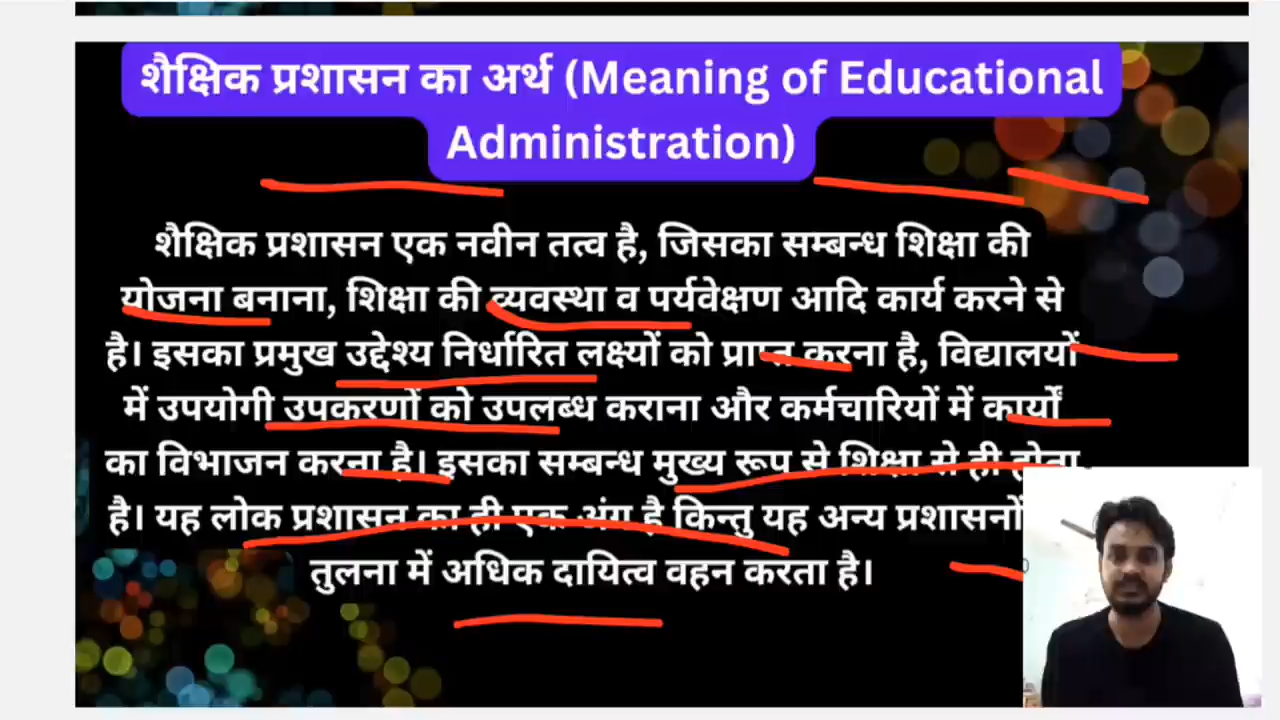 शैक्षिक प्रशासन का अर्थ (Meaning of Educational
Administration)
शैक्षिक प्रशासन एक नवीन तत्व है, जिसका सम्बन्ध शिक्षा की
योजना बनाना, शिक्षा की व्यवस्था व पर्यवेक्षण आदि कार्य करने से
है। इसका प्रमुख उद्देश्य निर्धारित लक्ष्यों को प्राप्त करना है, विद्यालयों
में उपयोगी उपकरणों को उपलब्ध कराना और कर्मचारियों में कार्यों
का विभाजन करना है। इसका सम्बन्ध मुख्य रूप से शिक्षा से ही होता
है। यह लोक प्रशासन का ही एक अंग है किन्तु यह अन्य प्रशासनों
तुलना में अधिक दायित्व वहन करता है।